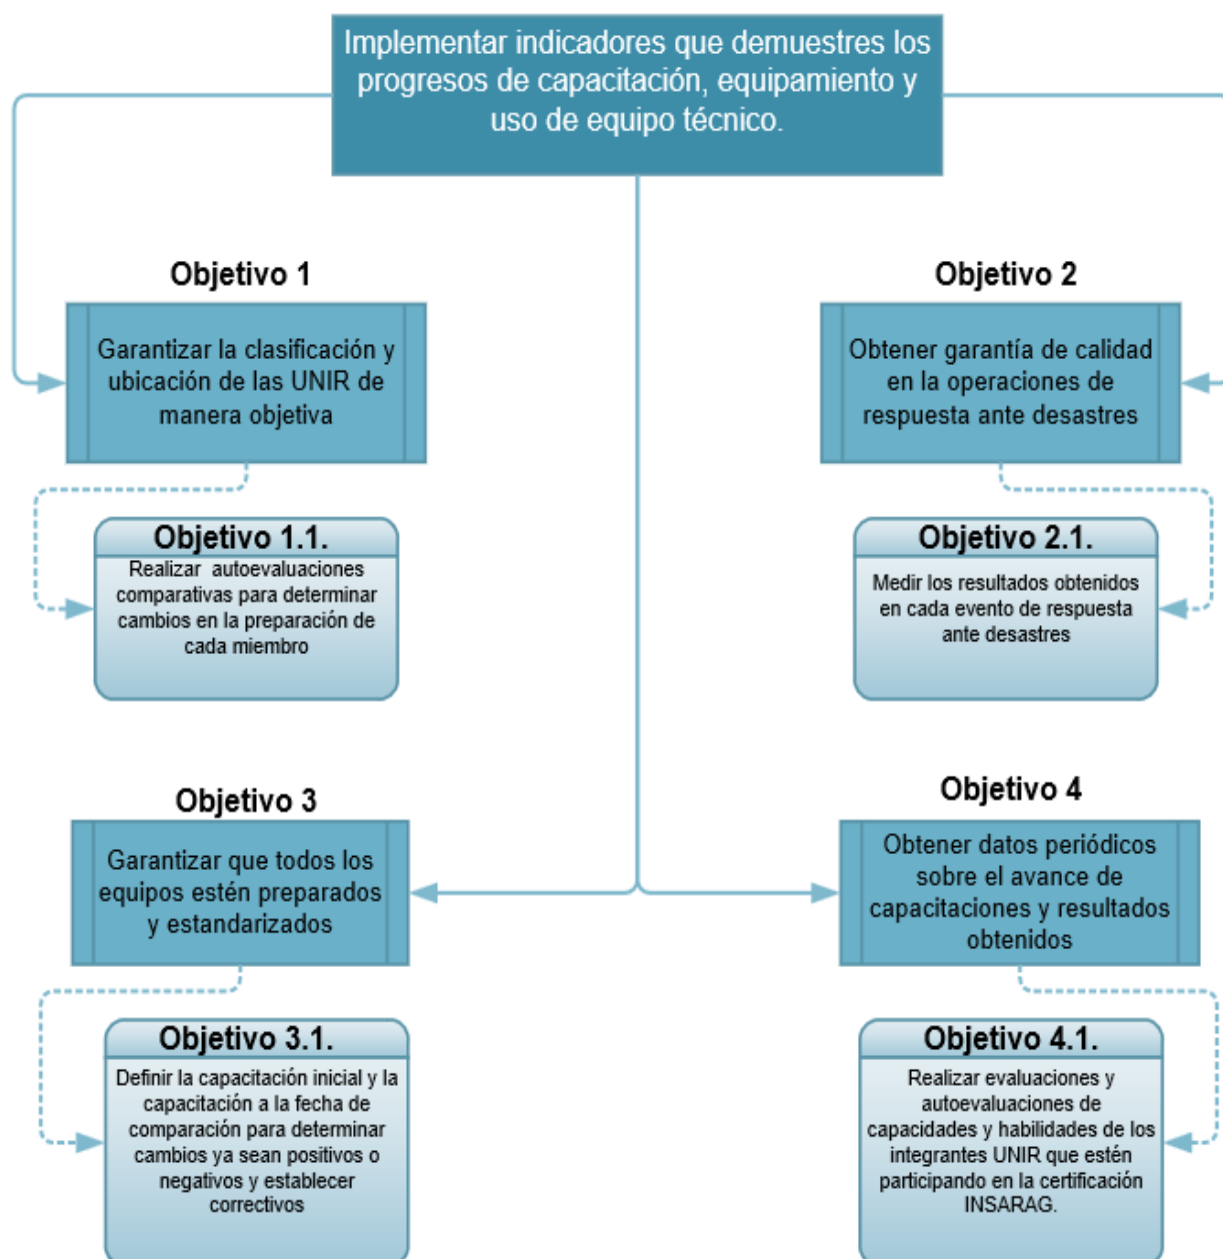 Implementar indicadores que demuestres los
progresos de capacitación, equipamiento y
uso de equipo técnico.
Objetivo 1
Garantizar la clasificación y
ubicación de las UNIR de
manera objetiva
Objetivo 1.1.
Realizar autoevaluaciones
comparativas para determinar
cambios en la preparación de
cada miembro
Objetivo 2
Obtener garantía de calidad
en la operaciones de
respuesta ante desastres
Objetivo 2.1.
Medir los resultados obtenidos
en cada evento de respuesta
ante desastres
Objetivo 3
Garantizar que todos los
equipos estén preparados
y estandarizados
Objetivo 3.1.
Definir la capacitación inicial y la
capacitación a la fecha de
comparación para determinar
cambios ya sean positivos o
negativos y establecer
correctivos
Objetivo 4
Obtener datos periódicos
sobre el avance de
capacitaciones y resultados
obtenidos
Objetivo 4.1.
Realizar evaluaciones y
autoevaluaciones de
capacidades y habilidades de los
integrantes UNIR que estén
participando en la certificación
INSARAG.